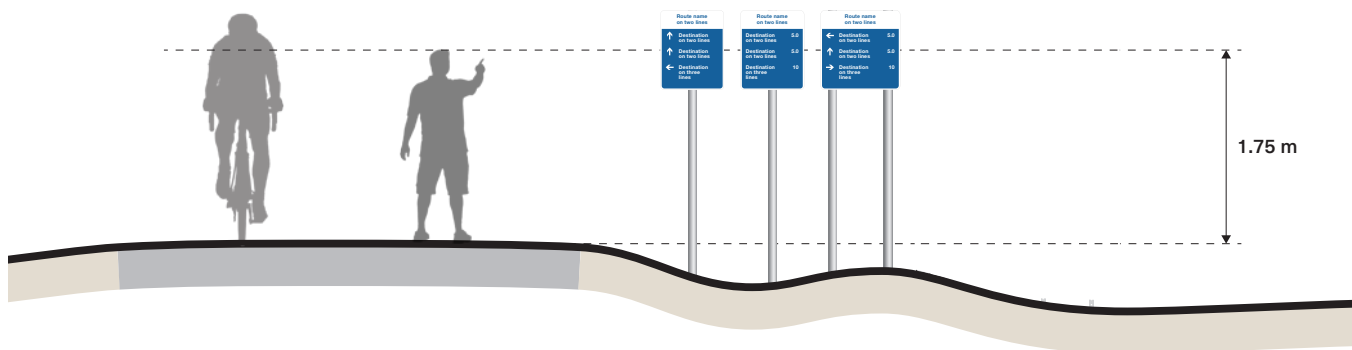 Route name
on two lines
Destination
on two lines
Destination
on two lines
Destination
on three
lines
Route name
on two lines
Destination 5.0
on two lines
Destination 5.0
on two lines
Destination 10
on three
lines
Route name
on two lines
Destination 5.0
on two lines
Destination 5.0
on two lines
Destination 10
on three
lines
1.75 m